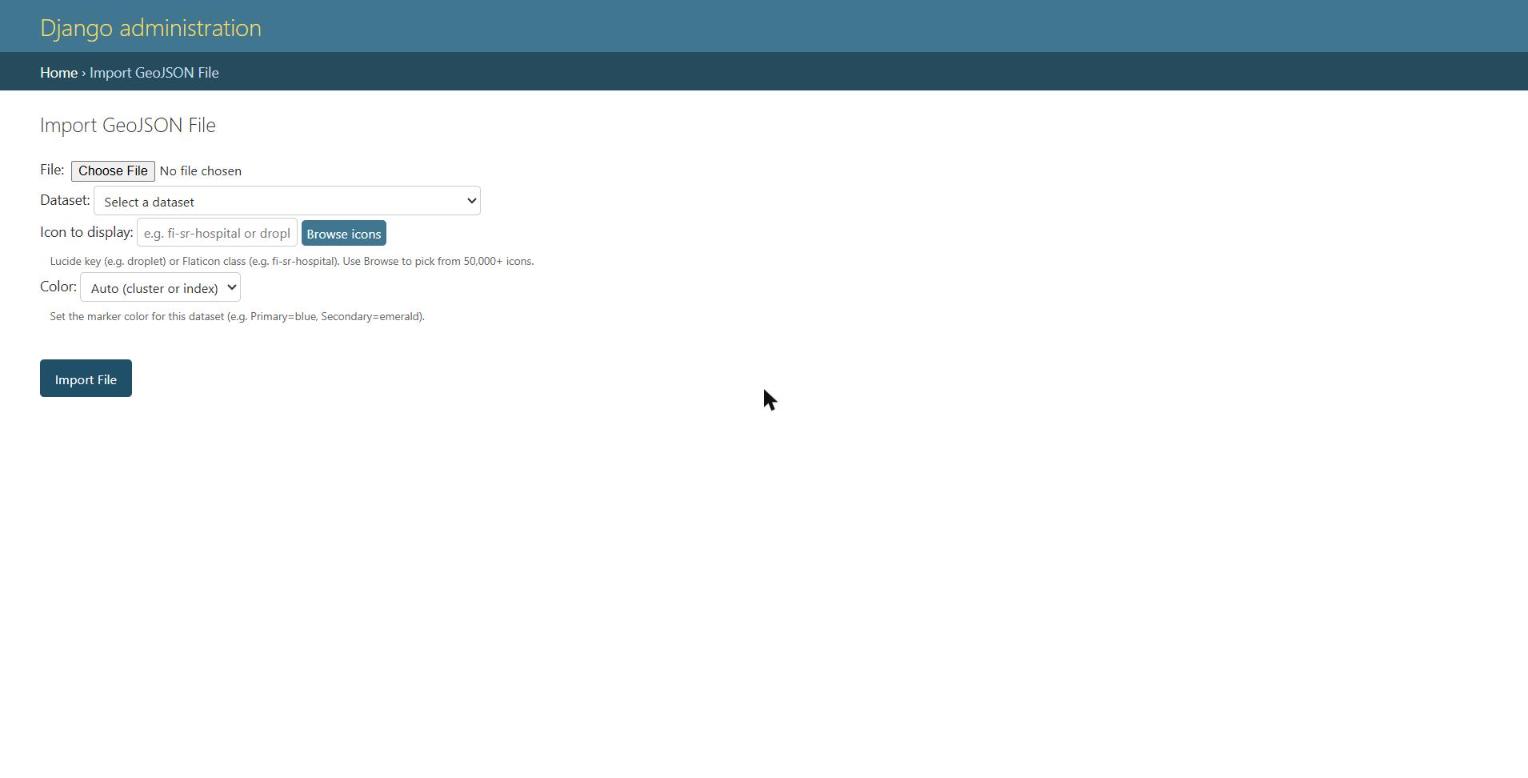 Django administration
Home › Import GeoJSON File
Import GeoJSON File
File: Choose File No file chosen
Dataset: Select a dataset
Icon to display: e.g. fi-sr-hospital or dropl Browse icons
Lucide key (e.g. droplet) or Flaticon class (e.g. fi-sr-hospital). Use Browse to pick from 50,000+ icons.
Color: Auto (cluster or index)
Set the marker color for this dataset (e.g. Primary=blue, Secondary=emerald).
Import File